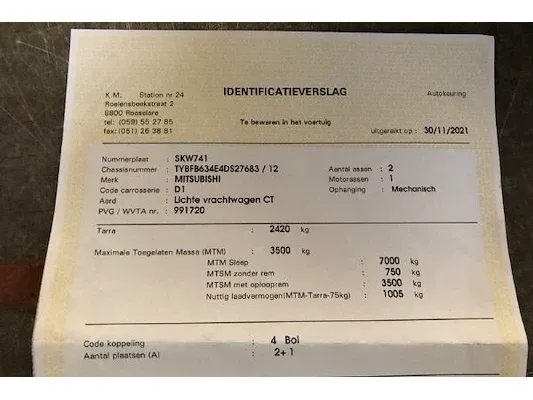 IDENTIFICATIEVERSLAG
Autokeuring
K.M. Station nr 24
Roelensbeekstraat 2
8800 Roeselare
tel: (059) 55 27 85
fax: (051) 26 38 81
Te bewaren in het voertuig
uitgereikt op : 30/11/2021
Nummerplaat : SKW741
Chassisnummer : TYBFB634E4DS27683 / 12
Merk : MITSUBISHI
Code carrosserie : D1
Aard : Lichte vrachtwagen CT
PVG / WVTA nr. : 991720
Aantal assen : 2
Motorassen : 1
Ophanging : Mechanisch
Tarra : 2420 kg
Maximale Toegelaten Massa (MTM) : 3500 kg
MTM Sleep : 7000 kg
MTSM zonder rem : 750 kg
MTSM met oplooprem : 3500 kg
Nuttig laadvermogen(MTM-Tarra-75kg) : 1005 kg
Code koppeling : 4 Bol
Aantal plaatsen (A) : 2+1